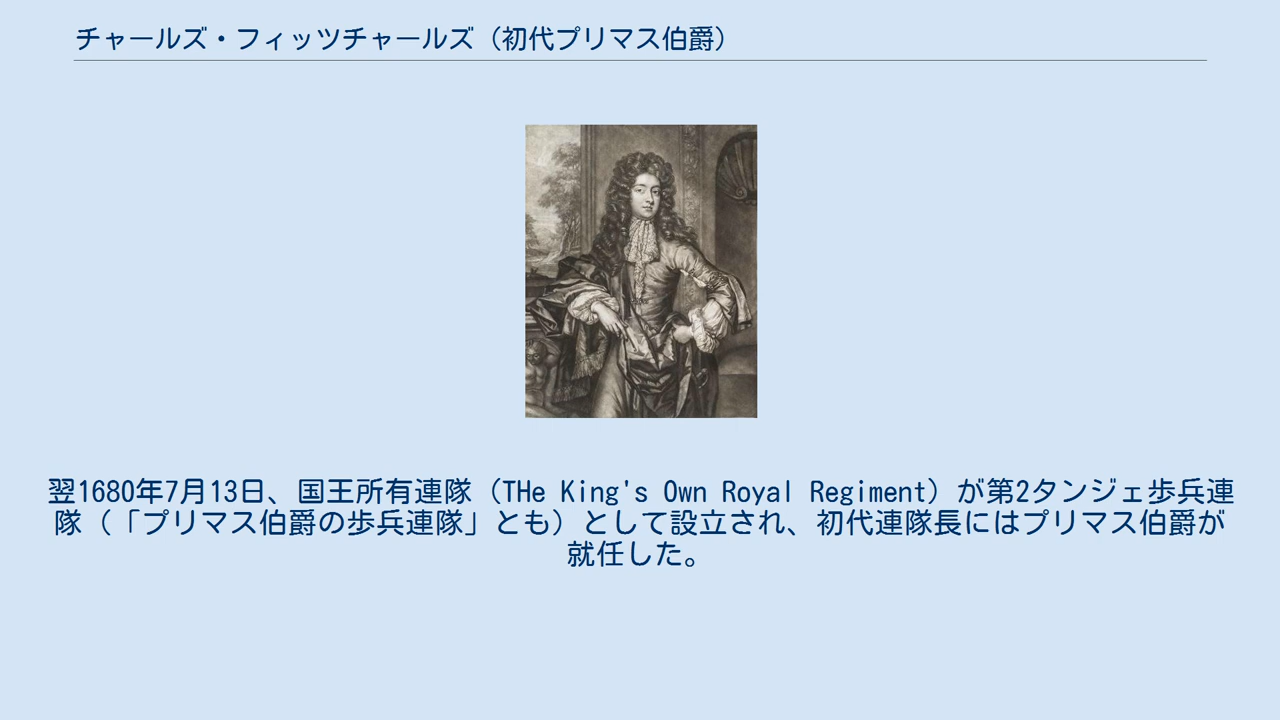 チャールズ・フィッツチャールズ（初代プリマス伯爵）
翌1680年7月13日、国王所有連隊（THe King's Own Royal Regiment）が第2タンジェ歩兵連
隊（「プリマス伯爵の歩兵連隊」とも）として設立され、初代連隊長にはプリマス伯爵が
就任した。